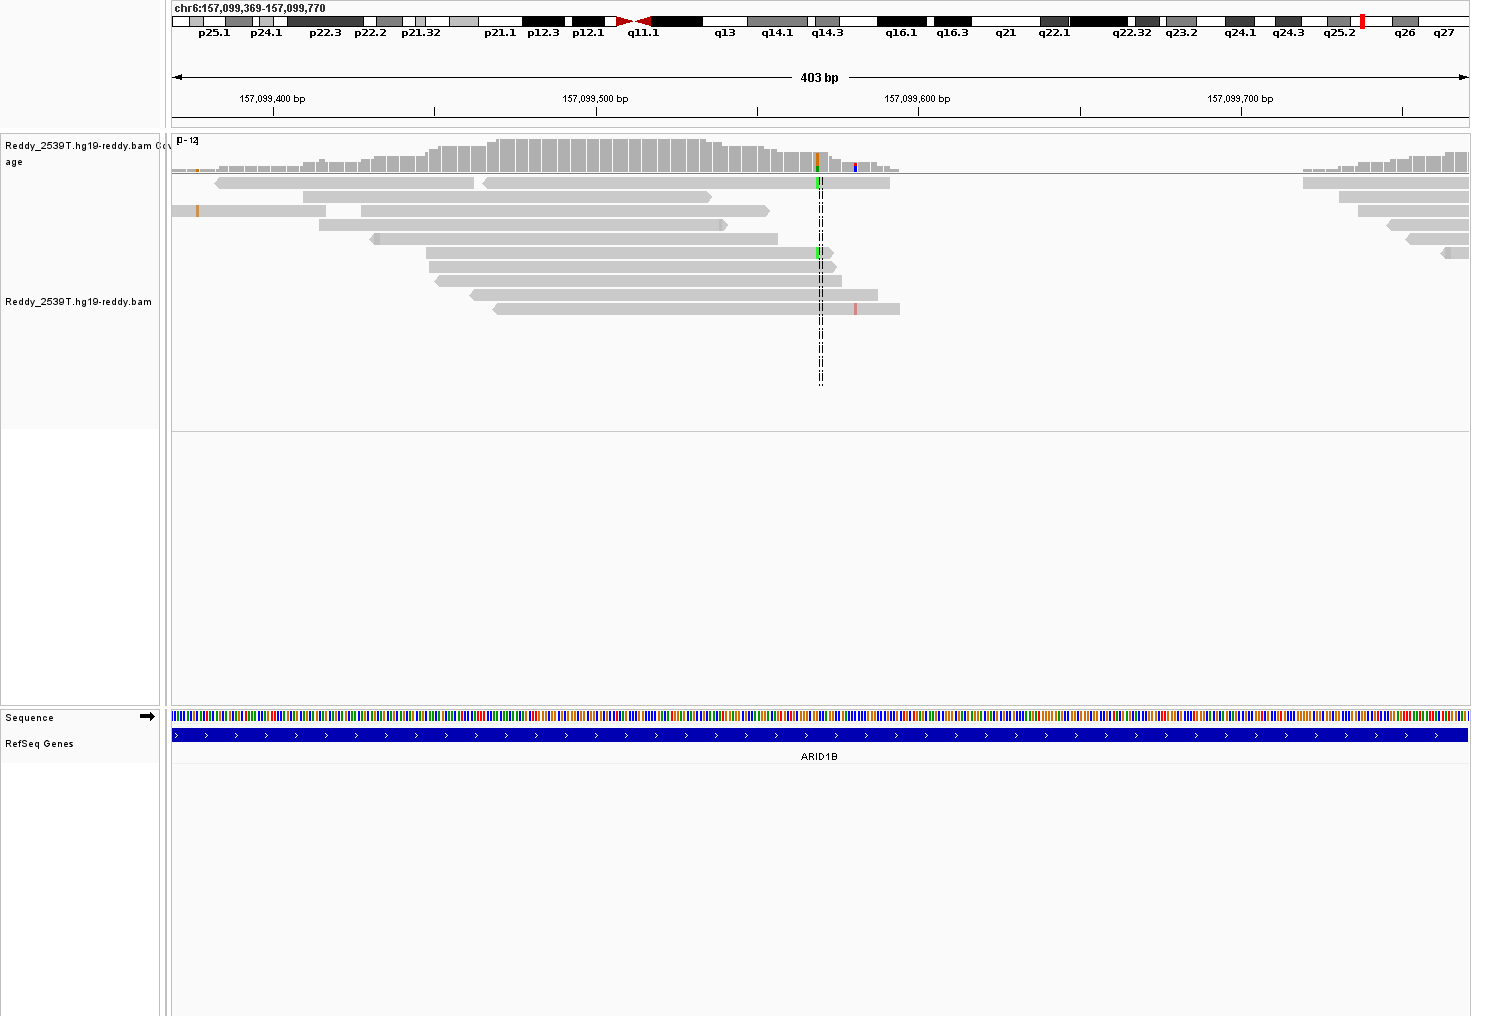 chr6:157,099,369-157,099,770
p25.1 p24.1 p22.3 p22.2 p21.32 p21.1 p12.3 p12.1 q11.1 q13 q14.1 q14.3 q16.1 q16.3 q21 q22.1 q22.32 q23.2 q24.1 q24.3 q25.2 q26 q27
403 bp
157,099,400 bp 157,099,500 bp 157,099,600 bp 157,099,700 bp
[0 - 12]
Reddy_2539T.hg19-reddy.bam Cov
age
Reddy_2539T.hg19-reddy.bam
Sequence
RefSeq Genes
ARID1B